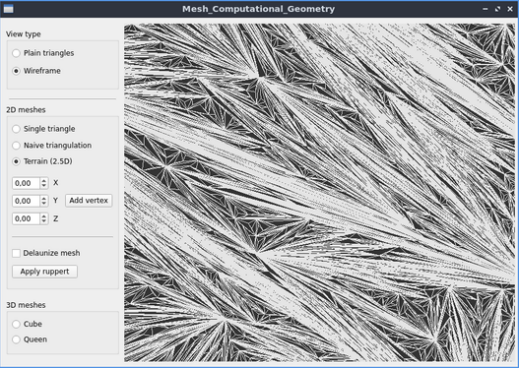 Mesh_Computational_Geometry
View type
Plain triangles
Wireframe
2D meshes
Single triangle
Naive triangulation
Terrain (2.5D)
0,00 X
0,00 Y Add vertex
0,00 Z
Delaunize mesh
Apply ruppert
3D meshes
Cube
Queen